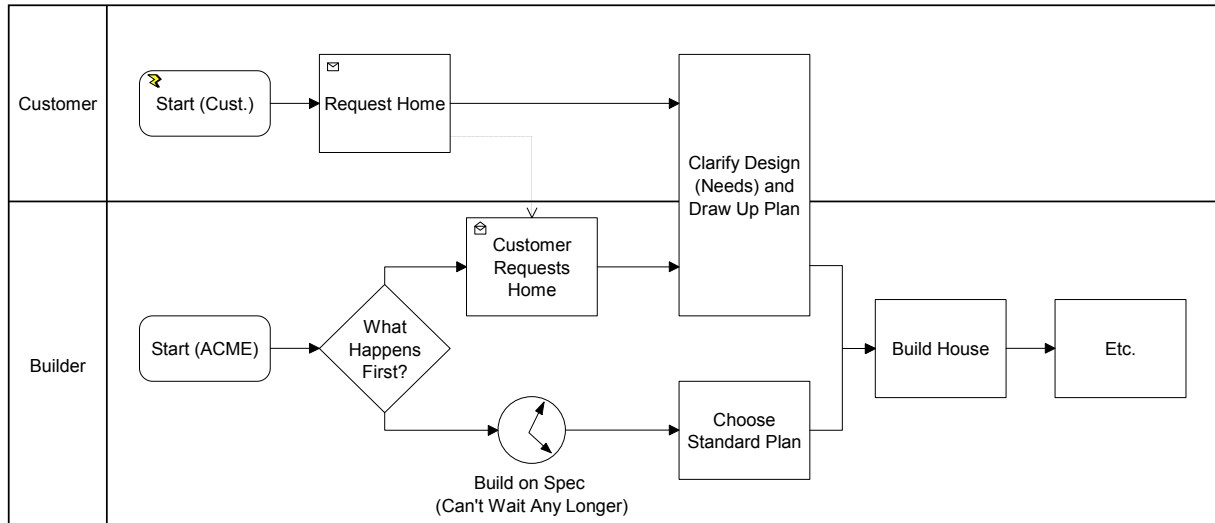 Customer
Start (Cust.)
Request Home
Clarify Design
(Needs) and
Draw Up Plan
Builder
Start (ACME)
What
Happens
First?
Customer
Requests
Home
Build on Spec
(Can't Wait Any Longer)
Choose
Standard Plan
Build House
Etc.